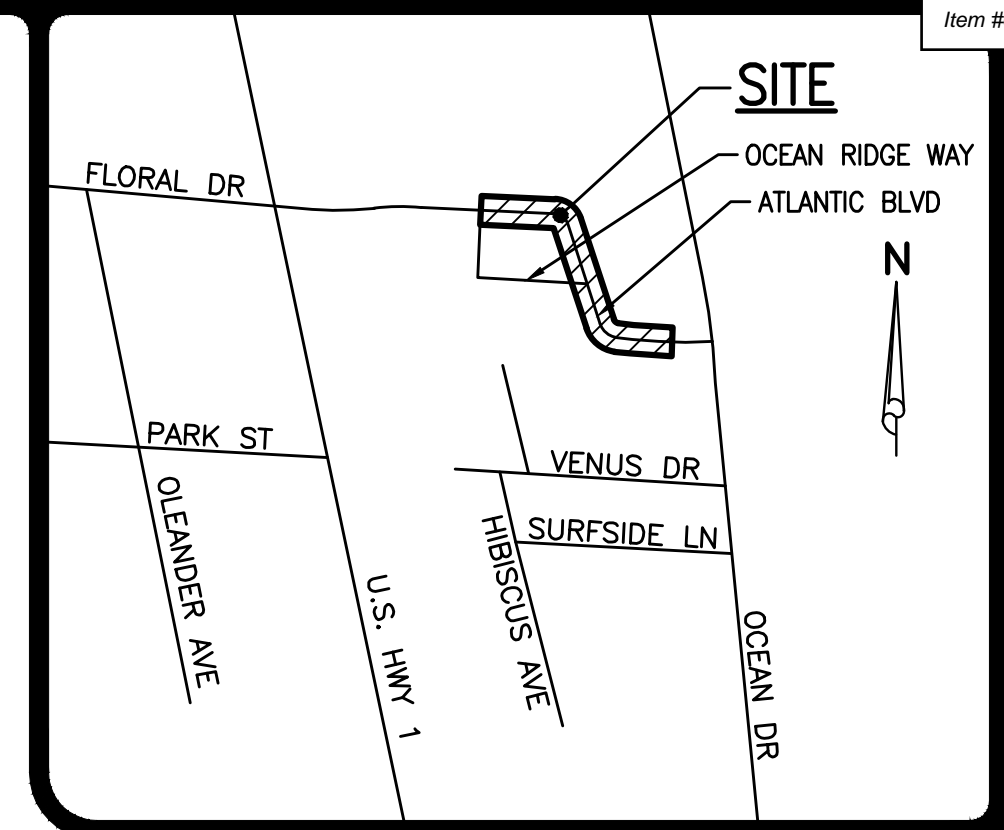 Item #
SITE
OCEAN RIDGE WAY
FLORAL DR
ATLANTIC BLVD
N
PARK ST
VENUS DR
OLEANDER AVE
SURFSIDE LN
HIBISCUS AVE
U.S. HWY 1
OCEAN DR